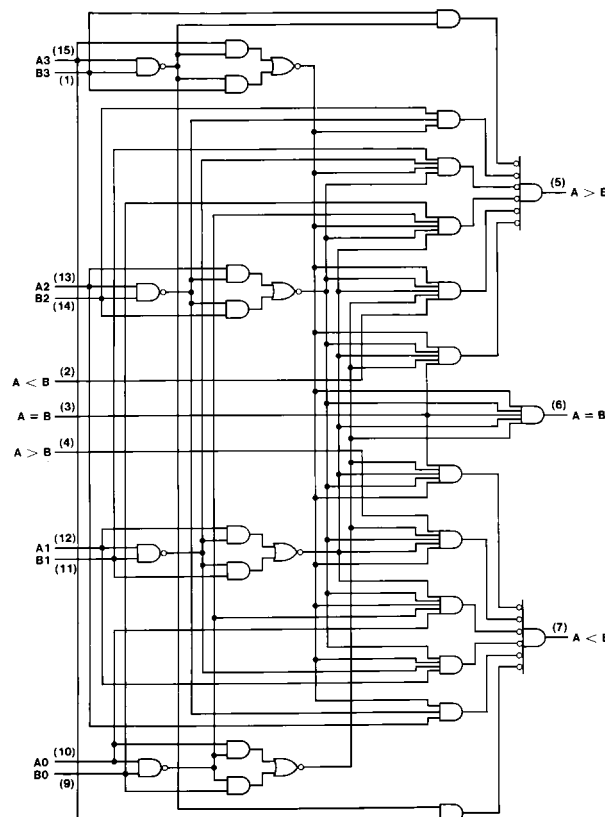 A3 (15)
B3 (1)
(5) A > B
A2 (13)
B2 (14)
A < B (2)
A = B (3)
(6) A = B
A > B (4)
A1 (12)
B1 (11)
(7) A < B
A0 (10)
B0 (9)